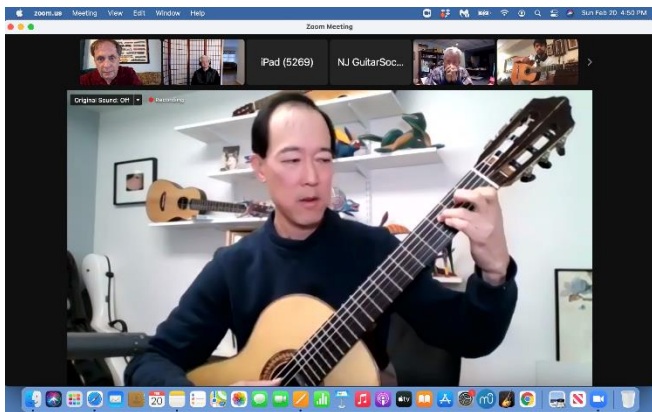 zoom.us Meeting View Edit Window Help
Sun Feb 20 4:50 PM
Zoom Meeting
iPad (5269)
NJ GuitarSoc...
Original Sound: Off
Recording
20
tv